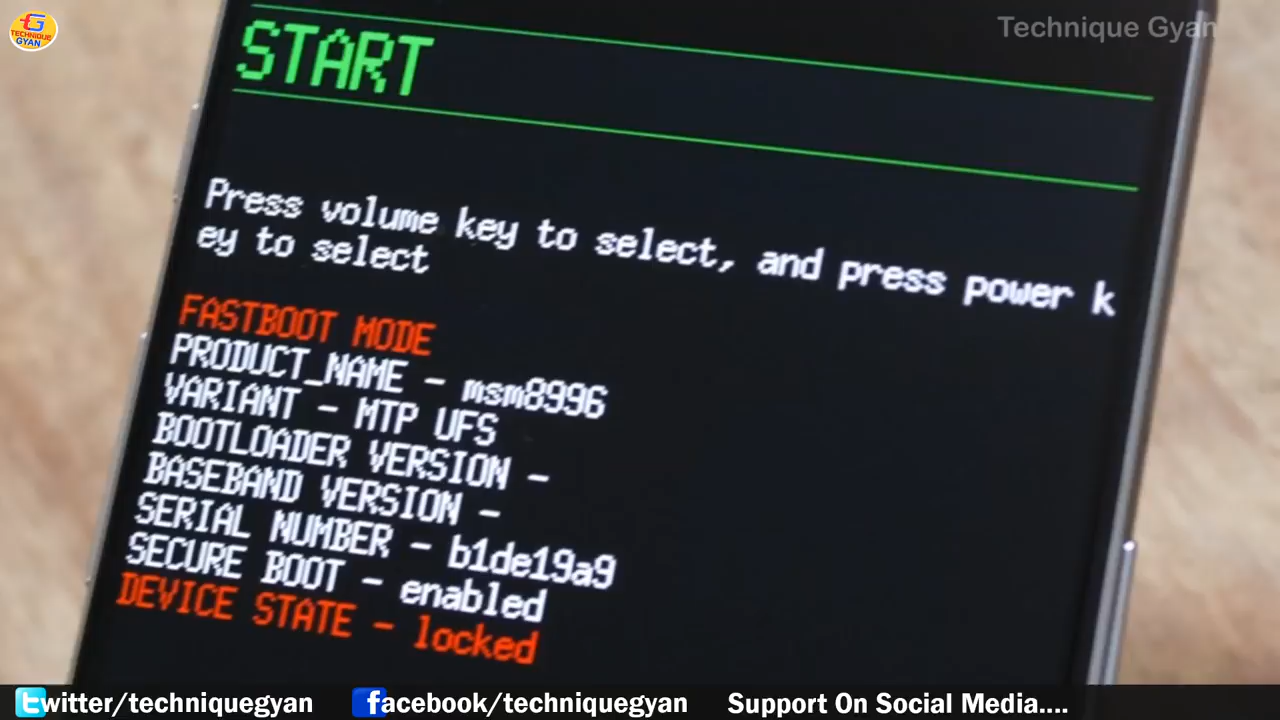 G
TECHNIQUE
GYAN
Technique Gyan
START
Press volume key to select, and press power k
ey to select
FASTBOOT MODE
PRODUCT_NAME - msm8996
VARIANT - MTP UFS
BOOTLOADER VERSION -
BASEBAND VERSION -
SERIAL NUMBER - b1de19a9
SECURE BOOT - enabled
DEVICE STATE - locked
twitter/techniquegyan facebook/techniquegyan Support On Social Media....